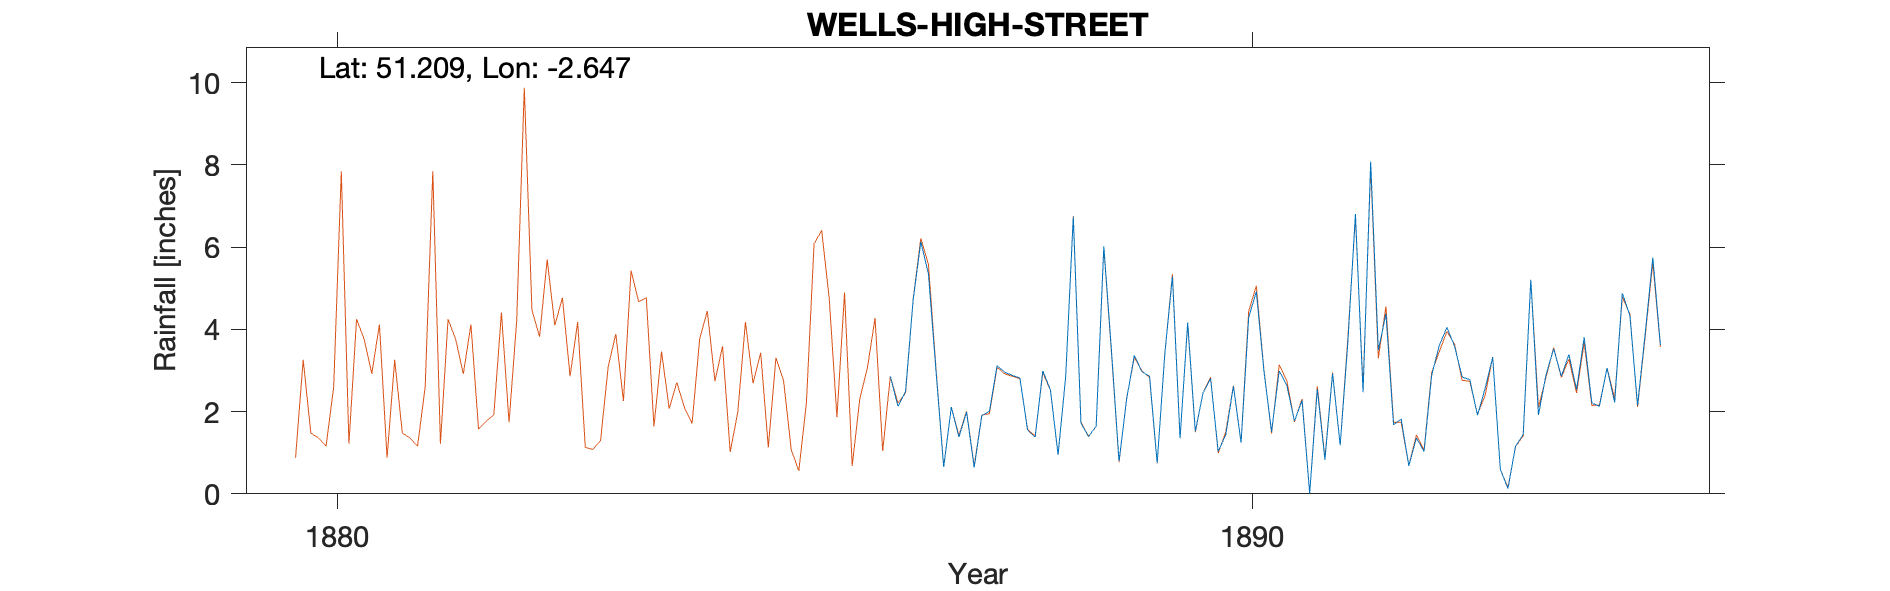 WELLS-HIGH-STREET
Lat: 51.209, Lon: -2.647
10
8
6
4
2
0
Rainfall [inches]
1880
1890
Year